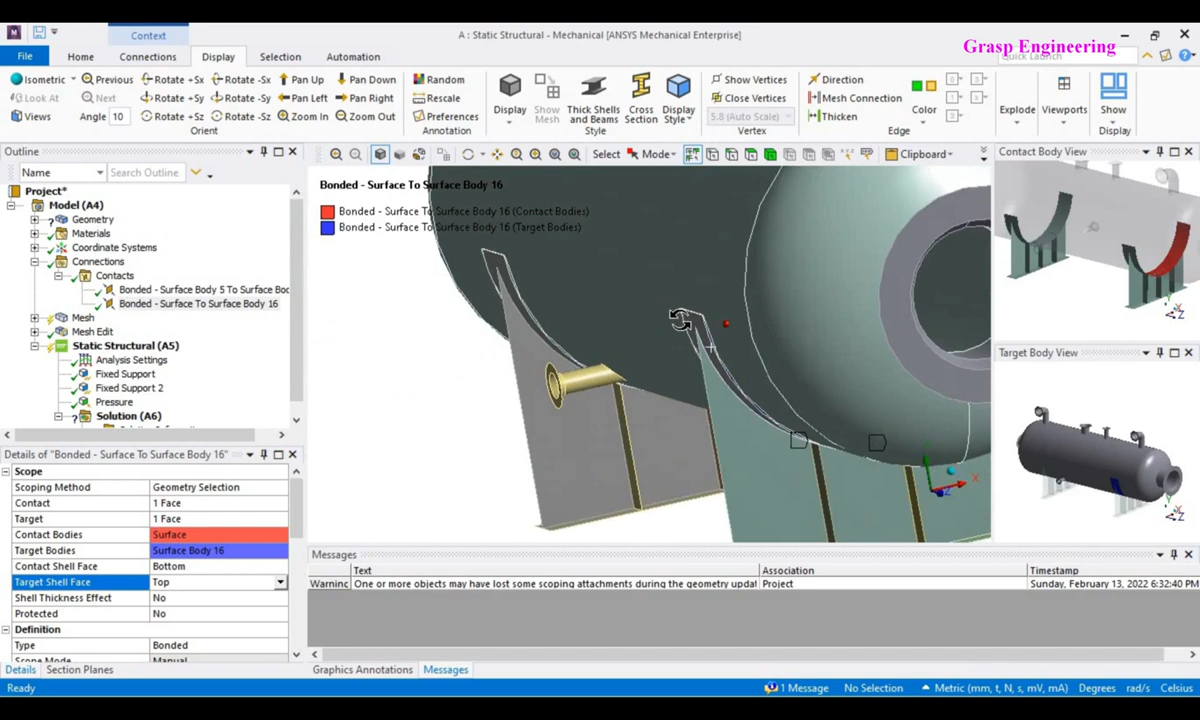 Context
A : Static Structural - Mechanical [ANSYS Mechanical Enterprise]
Grasp Engineering
File Home Connections Display Selection Automation
Quick Launch
Isometric Previous Rotate +Sx Rotate -Sx Pan Up Pan Down
Look At Next Rotate +Sy Rotate -Sy Pan Left Pan Right
Views Angle 10 Rotate +Sz Rotate -Sz Zoom In Zoom Out
Orient
Random
Rescale
Preferences
Annotation
Display
Show Mesh
Thick Shells and Beams
Cross Section
Display Style
Style
Show Vertices
Close Vertices
5.8 (Auto Scale)
Vertex
Direction
Mesh Connection
Thicken
Color
Edge
Explode
Viewports
Show
Display
Outline
Name Search Outline
Project*
Model (A4)
Geometry
Materials
Coordinate Systems
Connections
Contacts
Bonded - Surface Body 5 To Surface Boc
Bonded - Surface To Surface Body 16
Mesh
Mesh Edit
Static Structural (A5)
Analysis Settings
Fixed Support
Fixed Support 2
Pressure
Solution (A6)
Select Mode Clipboard
Bonded - Surface To Surface Body 16
Bonded - Surface To Surface Body 16 (Contact Bodies)
Bonded - Surface To Surface Body 16 (Target Bodies)
X
Y
Z
Contact Body View
Y
X
Z
Target Body View
Y
X
Z
Details of "Bonded - Surface To Surface Body 16"
Scope
Scoping Method Geometry Selection
Contact 1 Face
Target 1 Face
Contact Bodies Surface
Target Bodies Surface Body 16
Contact Shell Face Bottom
Target Shell Face Top
Shell Thickness Effect No
Protected No
Definition
Type Bonded
Scope Mode Manual
Details Section Planes
Messages
Text Association Timestamp
Warning One or more objects may have lost some scoping attachments during the geometry updat Project Sunday, February 13, 2022 6:32:40 PM
Graphics Annotations Messages
Ready 1 Message No Selection Metric (mm, t, N, s, mV, mA) Degrees rad/s Celsius